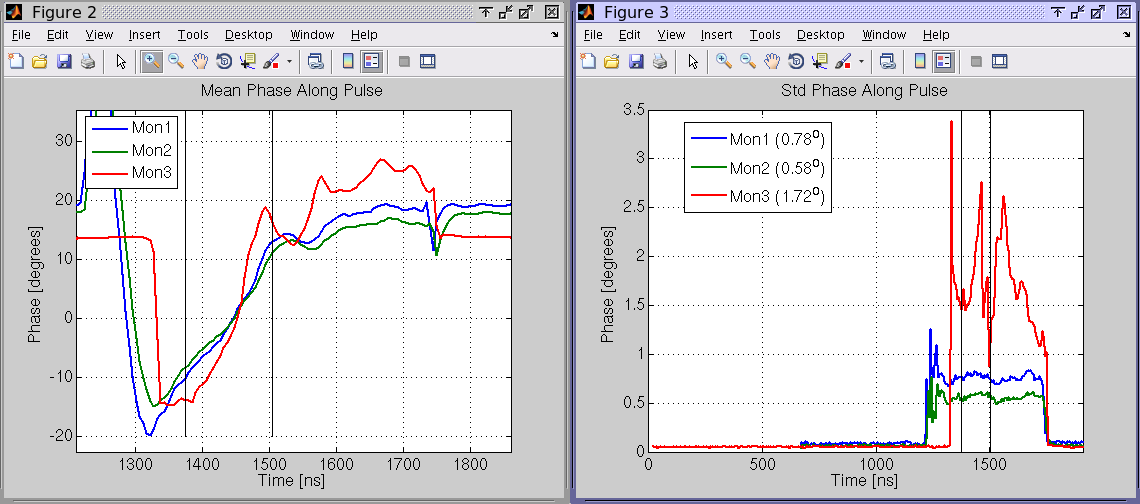 Figure 2
File Edit View Insert Tools Desktop Window Help
Mean Phase Along Pulse
Mon1
Mon2
Mon3
30
20
10
0
-10
-20
Phase [degrees]
1300 1400 1500 1600 1700 1800
Time [ns]
Figure 3
File Edit View Insert Tools Desktop Window Help
Std Phase Along Pulse
Mon1 (0.78º)
Mon2 (0.58º)
Mon3 (1.72º)
3.5
3
2.5
2
1.5
1
0.5
0
Phase [degrees]
0 500 1000 1500
Time [ns]